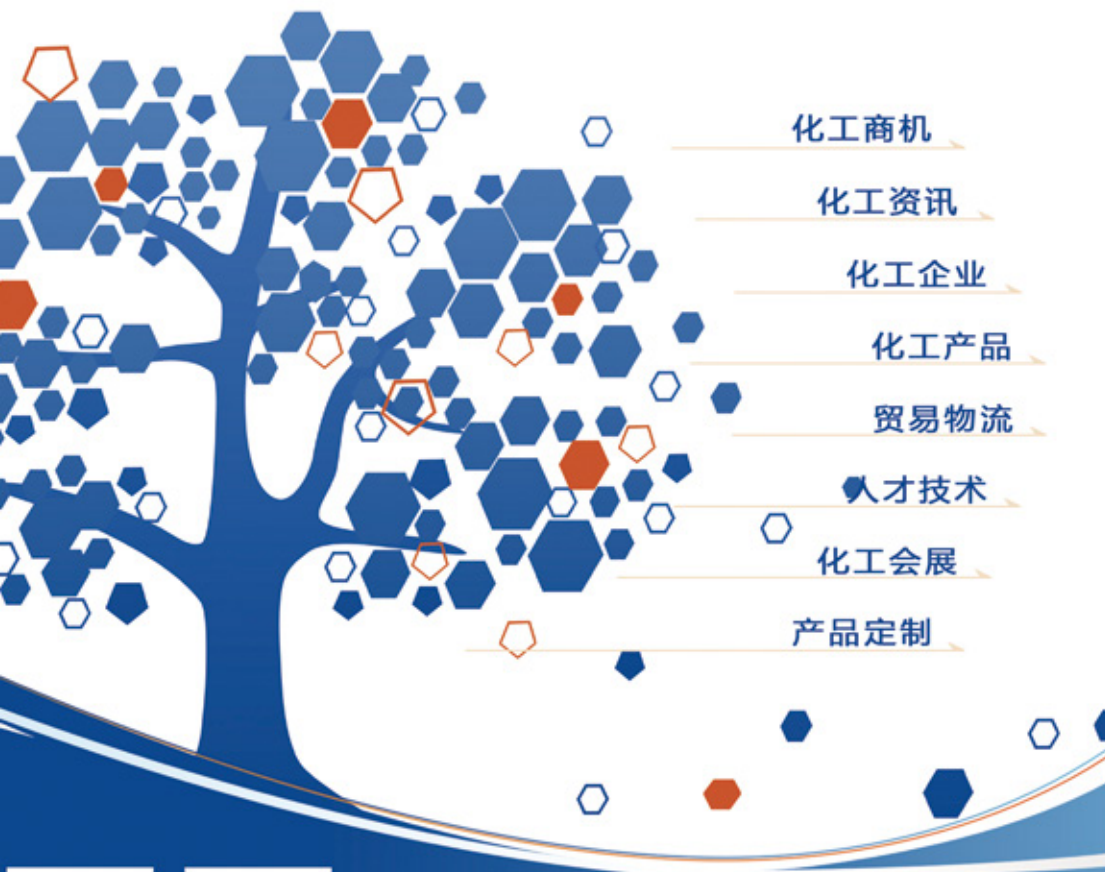 化工商机
化工资讯
化工企业
化工产品
贸易物流
人才技术
化工会展
产品定制